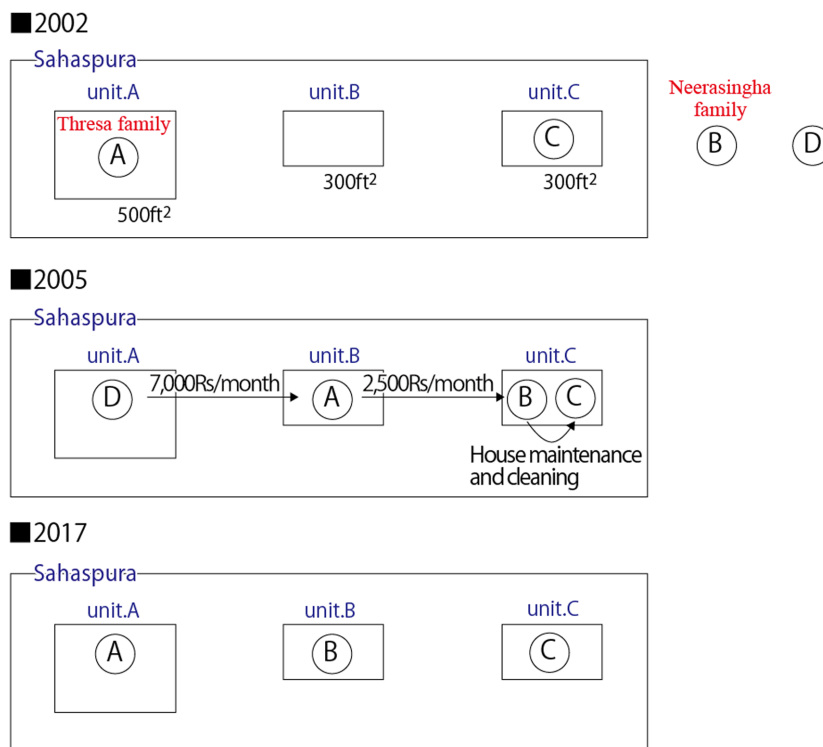 ■2002
Sahaspura
unit.A unit.B unit.C
Neerasingha
family
Thresa family
A C B D
300ft² 300ft²
500ft²
■2005
Sahaspura
unit.A unit.B unit.C
D 7,000Rs/month A 2,500Rs/month B C
House maintenance
and cleaning
■2017
Sahaspura
unit.A unit.B unit.C
A B C